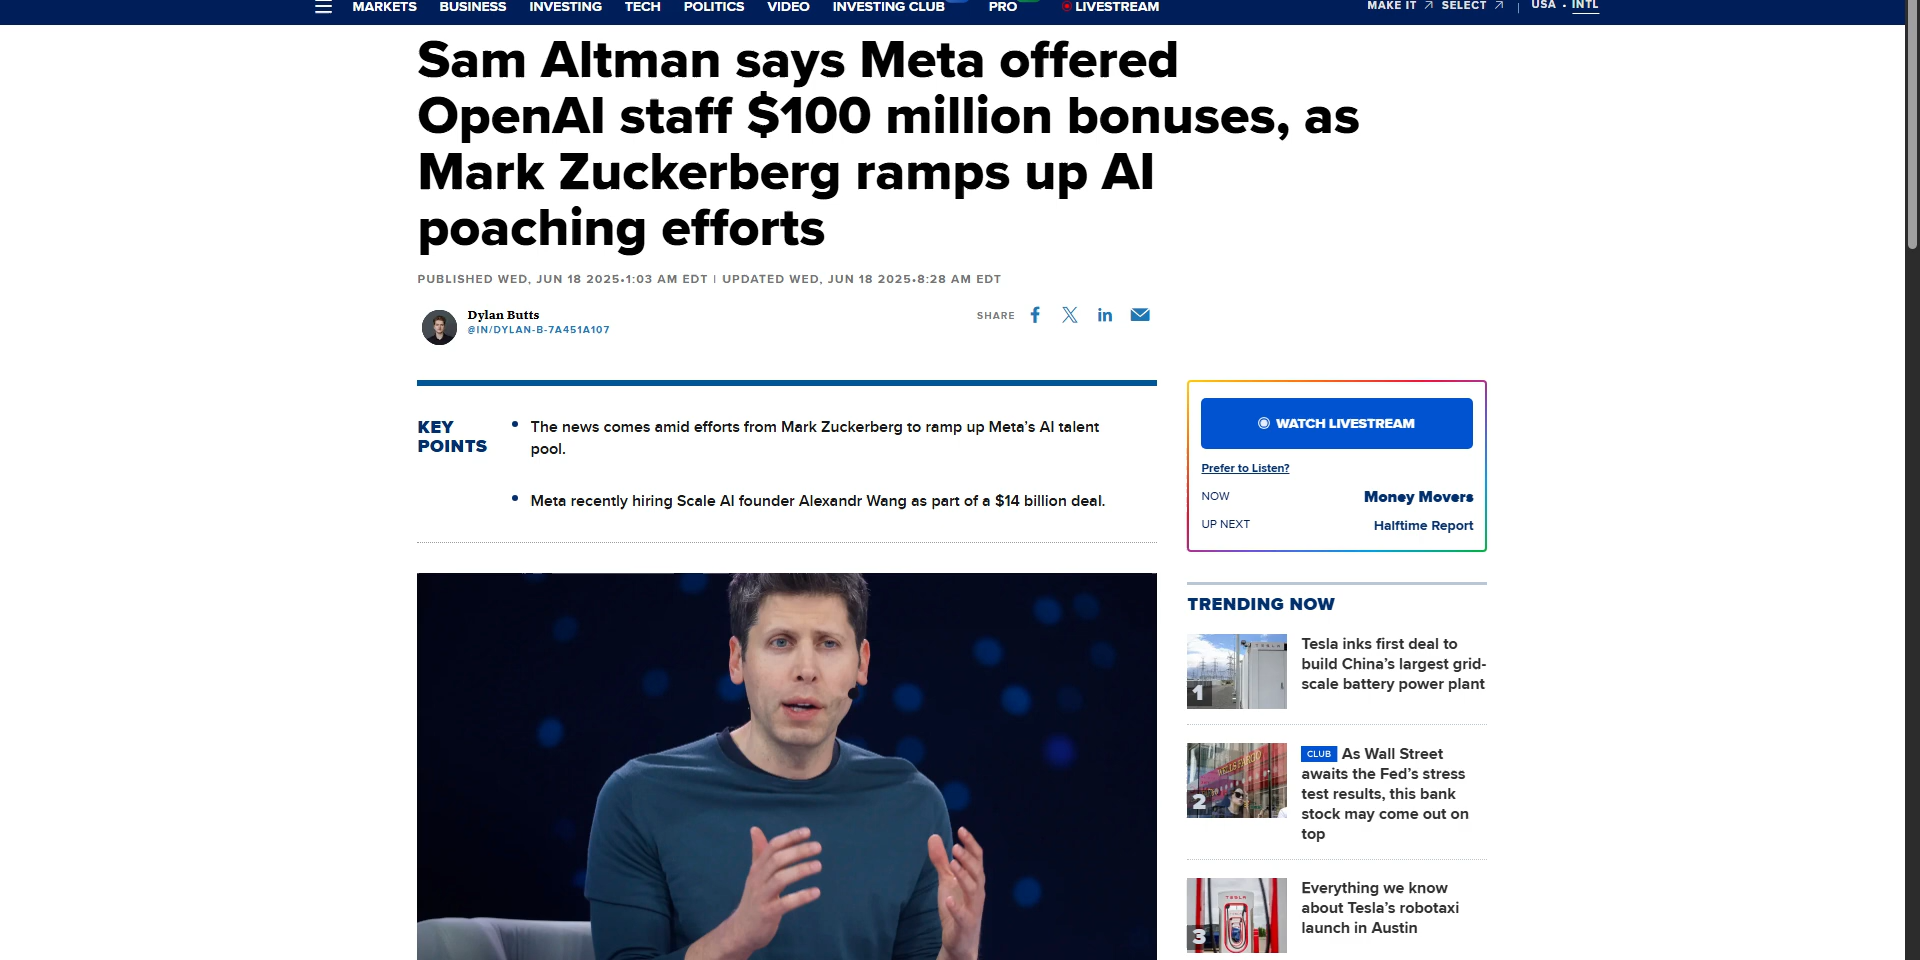 MARKETS BUSINESS INVESTING TECH POLITICS VIDEO INVESTING CLUB PRO LIVESTREAM MAKE IT SELECT USA • INTL
Sam Altman says Meta offered
OpenAI staff $100 million bonuses, as
Mark Zuckerberg ramps up AI
poaching efforts
PUBLISHED WED, JUN 18 2025•1:03 AM EDT | UPDATED WED, JUN 18 2025•8:28 AM EDT
Dylan Butts
@IN/DYLAN-B-7A451A107
SHARE
KEY
POINTS
The news comes amid efforts from Mark Zuckerberg to ramp up Meta’s AI talent
pool.
Meta recently hiring Scale AI founder Alexandr Wang as part of a $14 billion deal.
WATCH LIVESTREAM
Prefer to Listen?
NOW Money Movers
UP NEXT Halftime Report
TRENDING NOW
1
Tesla inks first deal to
build China’s largest grid-
scale battery power plant
2
WELLS FARGO
CLUB As Wall Street
awaits the Fed’s stress
test results, this bank
stock may come out on
top
3
TESLA
Everything we know
about Tesla’s robotaxi
launch in Austin